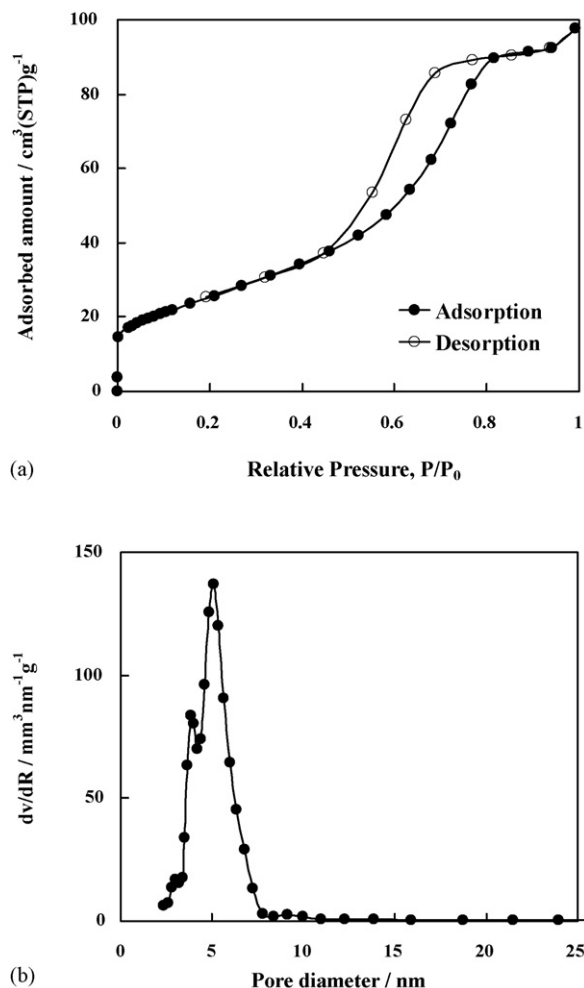 100
80
60
40
20
0
Adsorbed amount / cm³(STP)g⁻¹
Adsorption
Desorption
0 0.2 0.4 0.6 0.8 1
(a)
Relative Pressure, P/P₀
150
100
50
0
dv/dR / mm³nm⁻¹g⁻¹
0 5 10 15 20 25
(b)
Pore diameter / nm